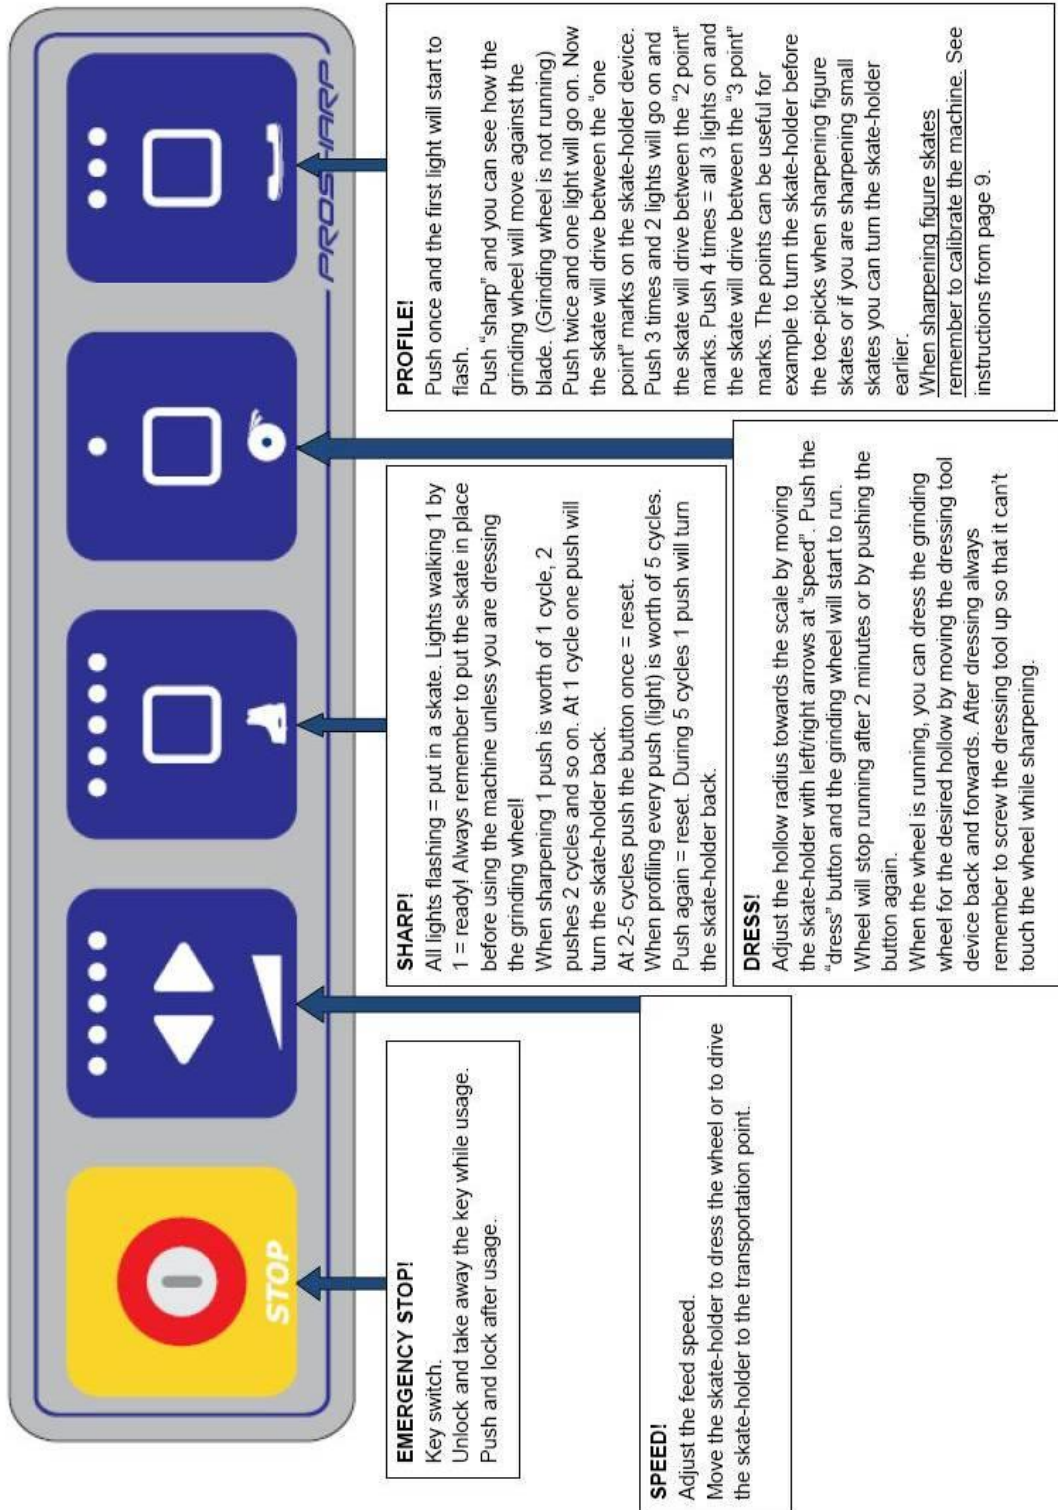 STOP
PROSHARP
EMERGENCY STOP!
Key switch.
Unlock and take away the key while usage.
Push and lock after usage.
SPEED!
Adjust the feed speed.
Move the skate-holder to dress the wheel or to drive
the skate-holder to the transportation point.
SHARP!
All lights flashing = put in a skate. Lights walking 1 by
1 = ready! Always remember to put the skate in place
before using the machine unless you are dressing
the grinding wheel!
When sharpening 1 push is worth of 1 cycle, 2
pushes 2 cycles and so on. At 1 cycle one push will
turn the skate-holder back.
At 2-5 cycles push the button once = reset.
When profiling every push (light) is worth of 5 cycles.
Push again = reset. During 5 cycles 1 push will turn
the skate-holder back.
DRESS!
Adjust the hollow radius towards the scale by moving
the skate-holder with left/right arrows at “speed”. Push the
“dress” button and the grinding wheel will start to run.
Wheel will stop running after 2 minutes or by pushing the
button again.
When the wheel is running, you can dress the grinding
wheel for the desired hollow by moving the dressing tool
device back and forwards. After dressing always
remember to screw the dressing tool up so that it can’t
touch the wheel while sharpening.
PROFILE!
Push once and the first light will start to
flash.
Push “sharp” and you can see how the
grinding wheel will move against the
blade. (Grinding wheel is not running)
Push twice and one light will go on. Now
the skate will drive between the “one
point” marks on the skate-holder device.
Push 3 times and 2 lights will go on and
the skate will drive between the “2 point”
marks. Push 4 times = all 3 lights on and
the skate will drive between the “3 point”
marks. The points can be useful for
example to turn the skate-holder before
the toe-picks when sharpening figure
skates or if you are sharpening small
skates you can turn the skate-holder
earlier.
When sharpening figure skates
remember to calibrate the machine. See
instructions from page 9.